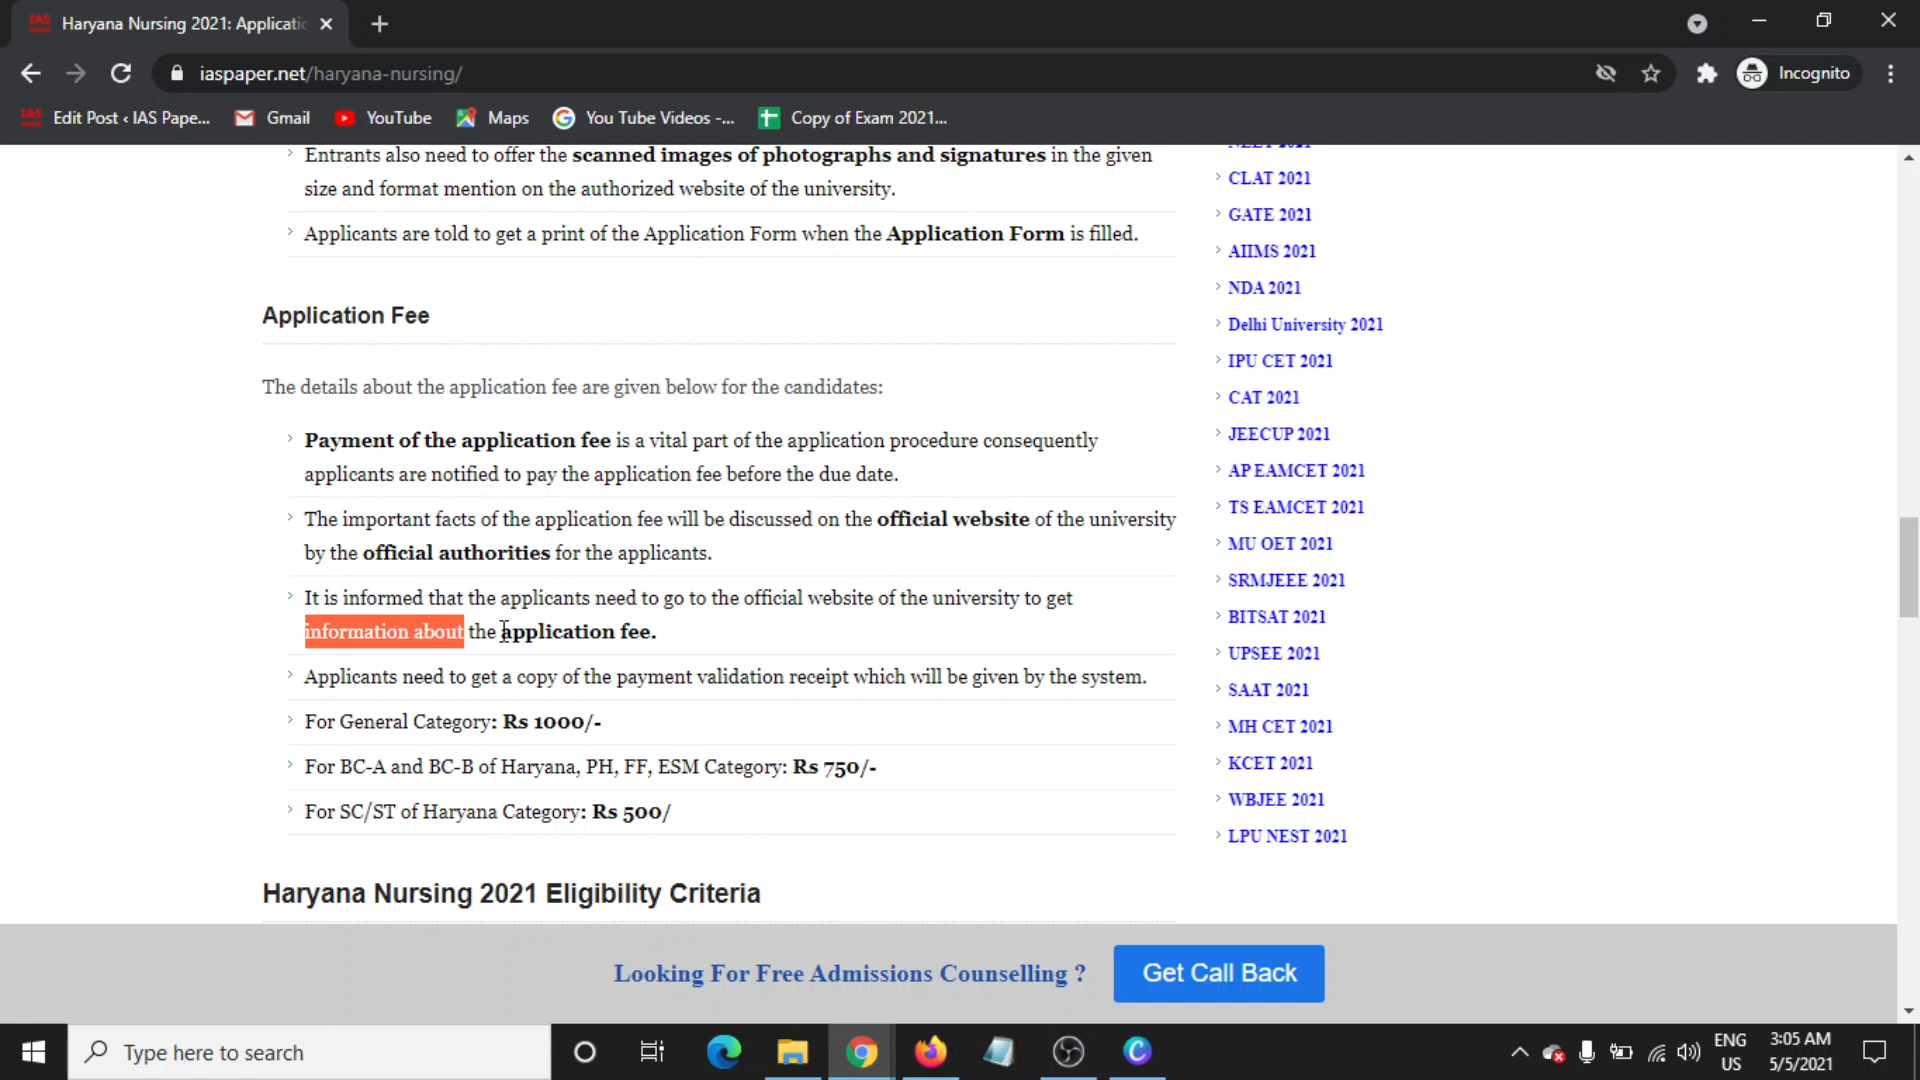 IAS
Haryana Nursing 2021: Applicatio
iaspaper.net/haryana-nursing/
Incognito
IAS
Edit Post ‹ IAS Pape...
Gmail
YouTube
Maps
You Tube Videos -...
Copy of Exam 2021...
Entrants also need to offer the scanned images of photographs and signatures in the given
size and format mention on the authorized website of the university.
Applicants are told to get a print of the Application Form when the Application Form is filled.
Application Fee
The details about the application fee are given below for the candidates:
Payment of the application fee is a vital part of the application procedure consequently
applicants are notified to pay the application fee before the due date.
The important facts of the application fee will be discussed on the official website of the university
by the official authorities for the applicants.
It is informed that the applicants need to go to the official website of the university to get
information about the application fee.
Applicants need to get a copy of the payment validation receipt which will be given by the system.
For General Category: Rs 1000/-
For BC-A and BC-B of Haryana, PH, FF, ESM Category: Rs 750/-
For SC/ST of Haryana Category: Rs 500/
Haryana Nursing 2021 Eligibility Criteria
CLAT 2021
GATE 2021
AIIMS 2021
NDA 2021
Delhi University 2021
IPU CET 2021
CAT 2021
JEECUP 2021
AP EAMCET 2021
TS EAMCET 2021
MU OET 2021
SRMJEEE 2021
BITSAT 2021
UPSEE 2021
SAAT 2021
MH CET 2021
KCET 2021
WBJEE 2021
LPU NEST 2021
Looking For Free Admissions Counselling ?
Get Call Back
Type here to search
ENG
US
3:05 AM
5/5/2021